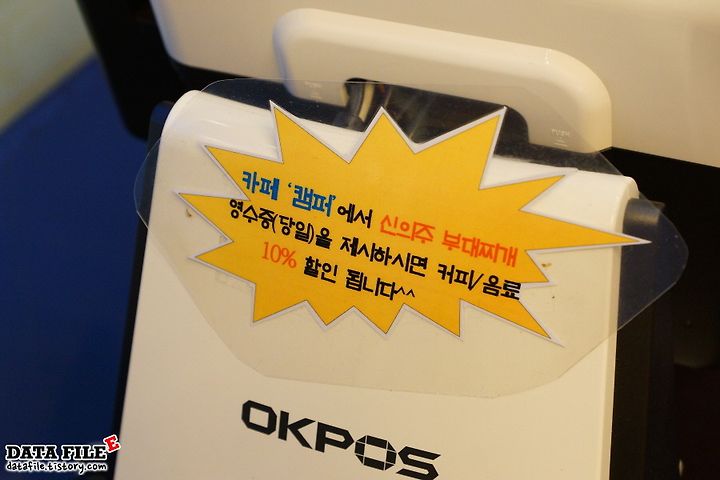 카페 '캠퍼'에서 신의주 부대찌개
영수증(당일)을 제시하시면 커피/음료
10% 할인 됩니다^^
OKPOS
DATA FILE E
datafile.tistory.com